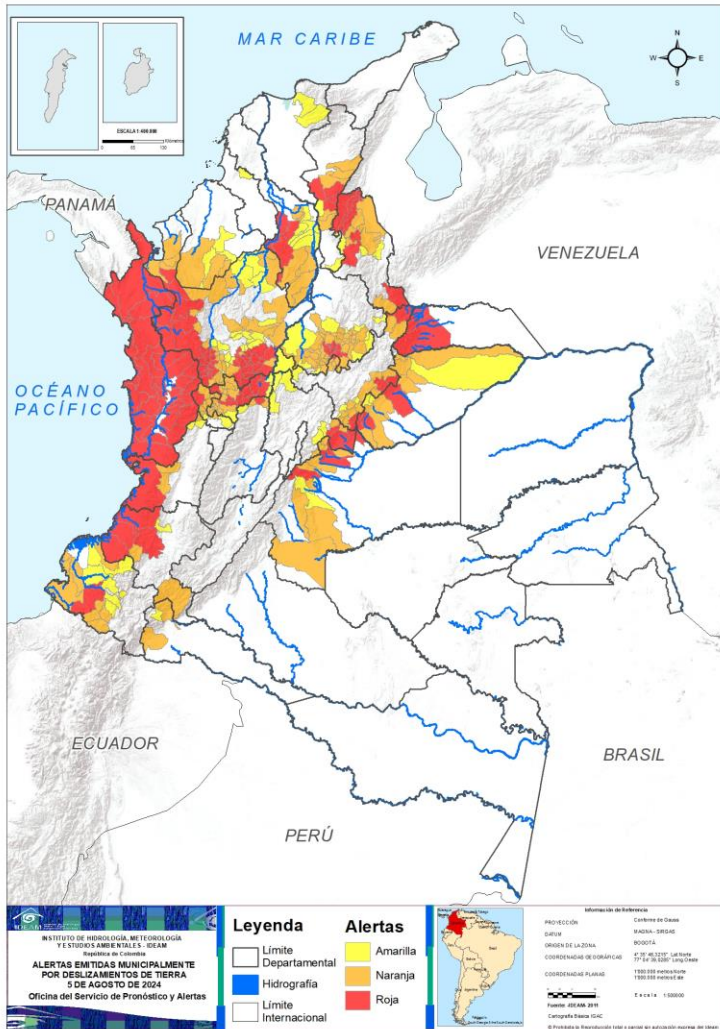 MAR CARIBE
N
W
E
S
ESCALA 1:400.000
PANAMÁ
VENEZUELA
OCÉANO
PACÍFICO
ECUADOR
BRASIL
PERÚ
IDEAM
INSTITUTO DE HIDROLOGÍA, METEOROLOGÍA
Y ESTUDIOS AMBIENTALES - IDEAM
República de Colombia
ALERTAS EMITIDAS MUNICIPALMENTE
POR DESLIZAMIENTOS DE TIERRA
5 DE AGOSTO DE 2024
Oficina del Servicio de Pronóstico y Alertas
Leyenda
Límite
Departamental
Hidrografía
Límite
Internacional
Alertas
Amarilla
Naranja
Roja
Información de Referencia
PROYECCIÓN Conforme de Gauss
DATUM MAGNA-SIRGAS
ORIGEN DE LA ZONA BOGOTÁ
COORDENADAS GEOGRÁFICAS
COORDENADAS PLANAS
Escala
Fuente: IDEAM- 2011
Cartografía Básica IGAC